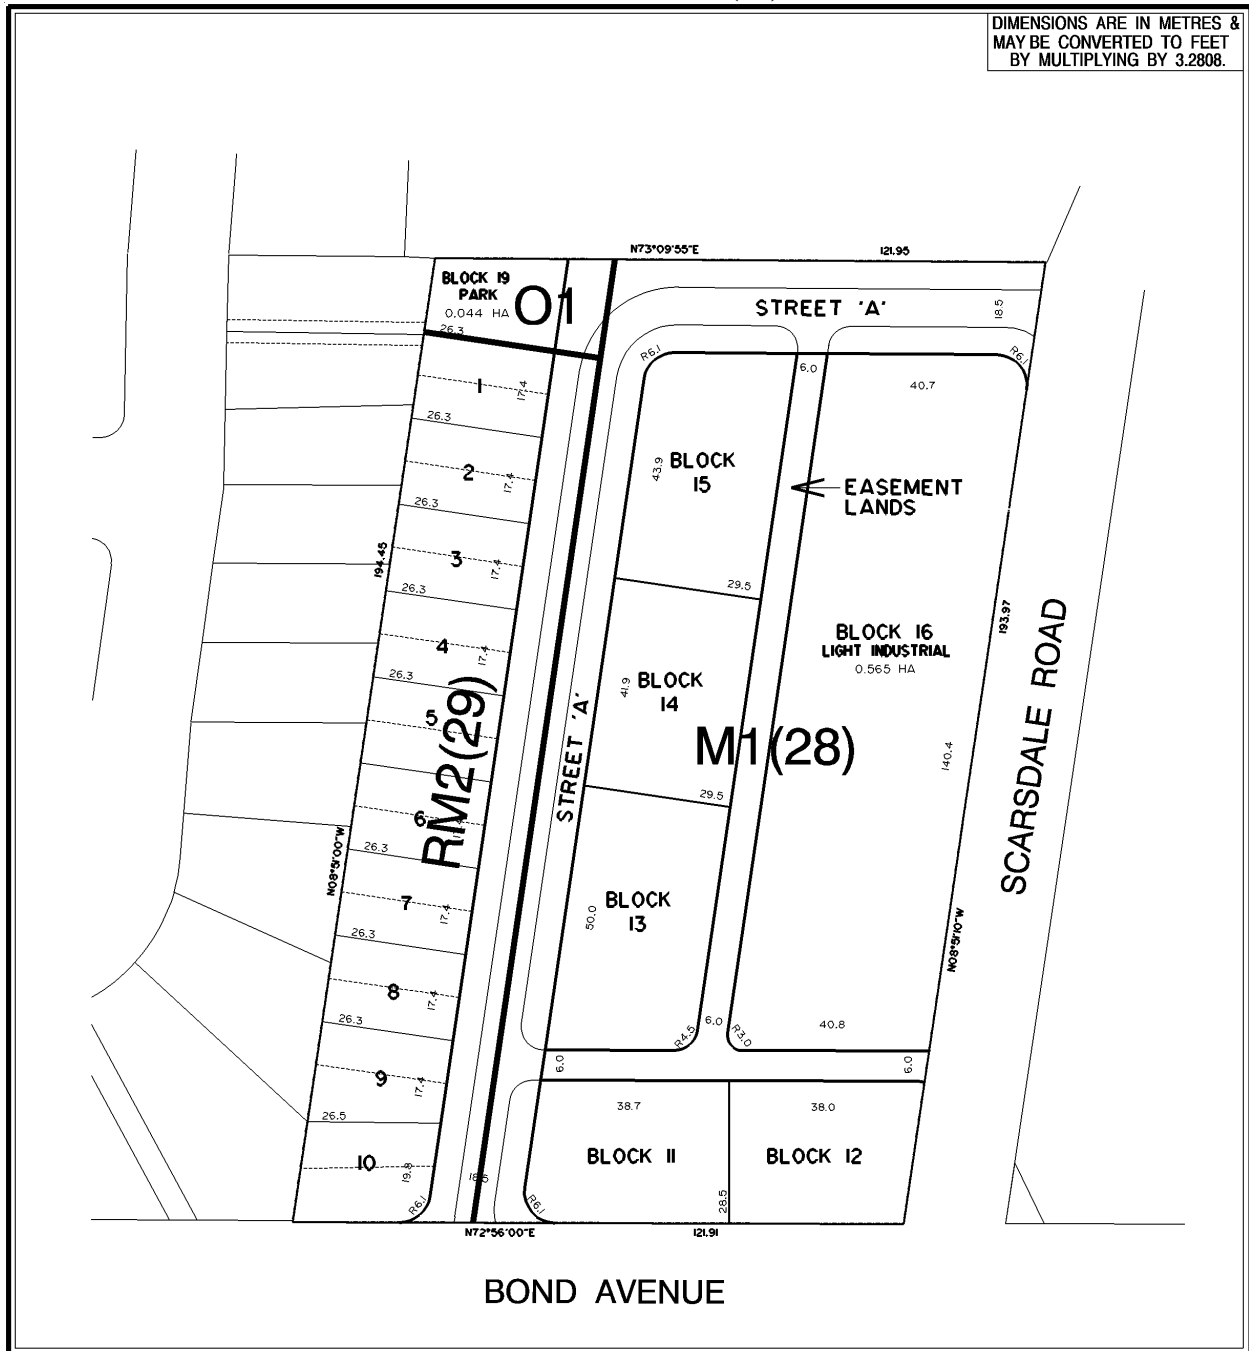 DIMENSIONS ARE IN METRES &
MAY BE CONVERTED TO FEET
BY MULTIPLYING BY 3.2808.
N73°09'55"E
121.95
BLOCK 19
PARK
0.044 HA
O1
26.3
STREET 'A'
18.5
R6.1
6.0
40.7
R6.1
1
17.4
26.3
2
17.4
26.3
3
17.4
26.3
4
17.4
26.3
5
6
26.3
7
17.4
26.3
8
17.4
26.3
9
17.4
26.5
10
19.8
R6.1
194.45
N08°51'00"W
RM2(29)
STREET 'A'
BLOCK
15
43.9
29.5
EASEMENT
LANDS
BLOCK
14
41.9
29.5
BLOCK 16
LIGHT INDUSTRIAL
0.565 HA
M1(28)
140.4
193.97
SCARSDALE ROAD
BLOCK
13
50.0
R4.5
6.0
R3.0
40.8
N08°51'10"W
6.0
6.0
38.7
38.0
BLOCK 11
BLOCK 12
28.5
18.5
R6.1
N72°56'00"E
121.91
BOND AVENUE